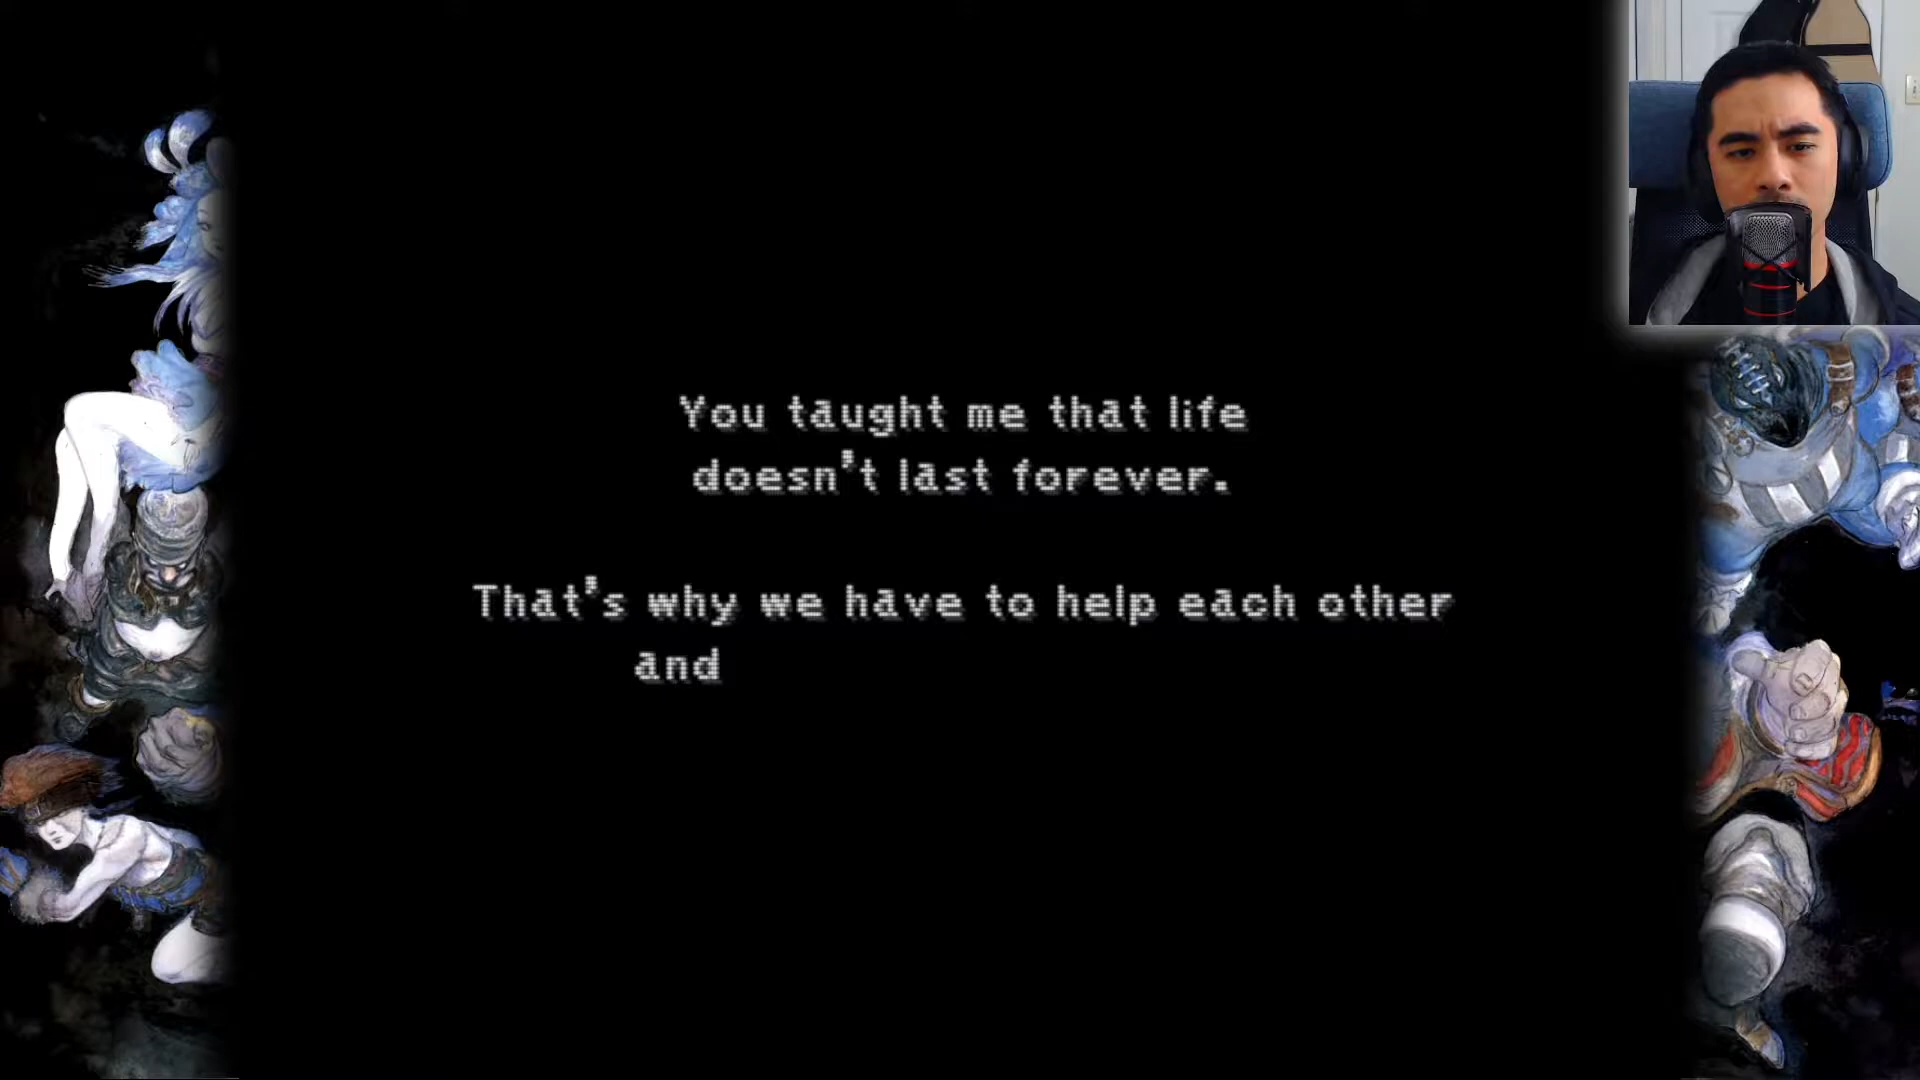 You taught me that life
doesn't last forever.
That's why we have to help each other
and